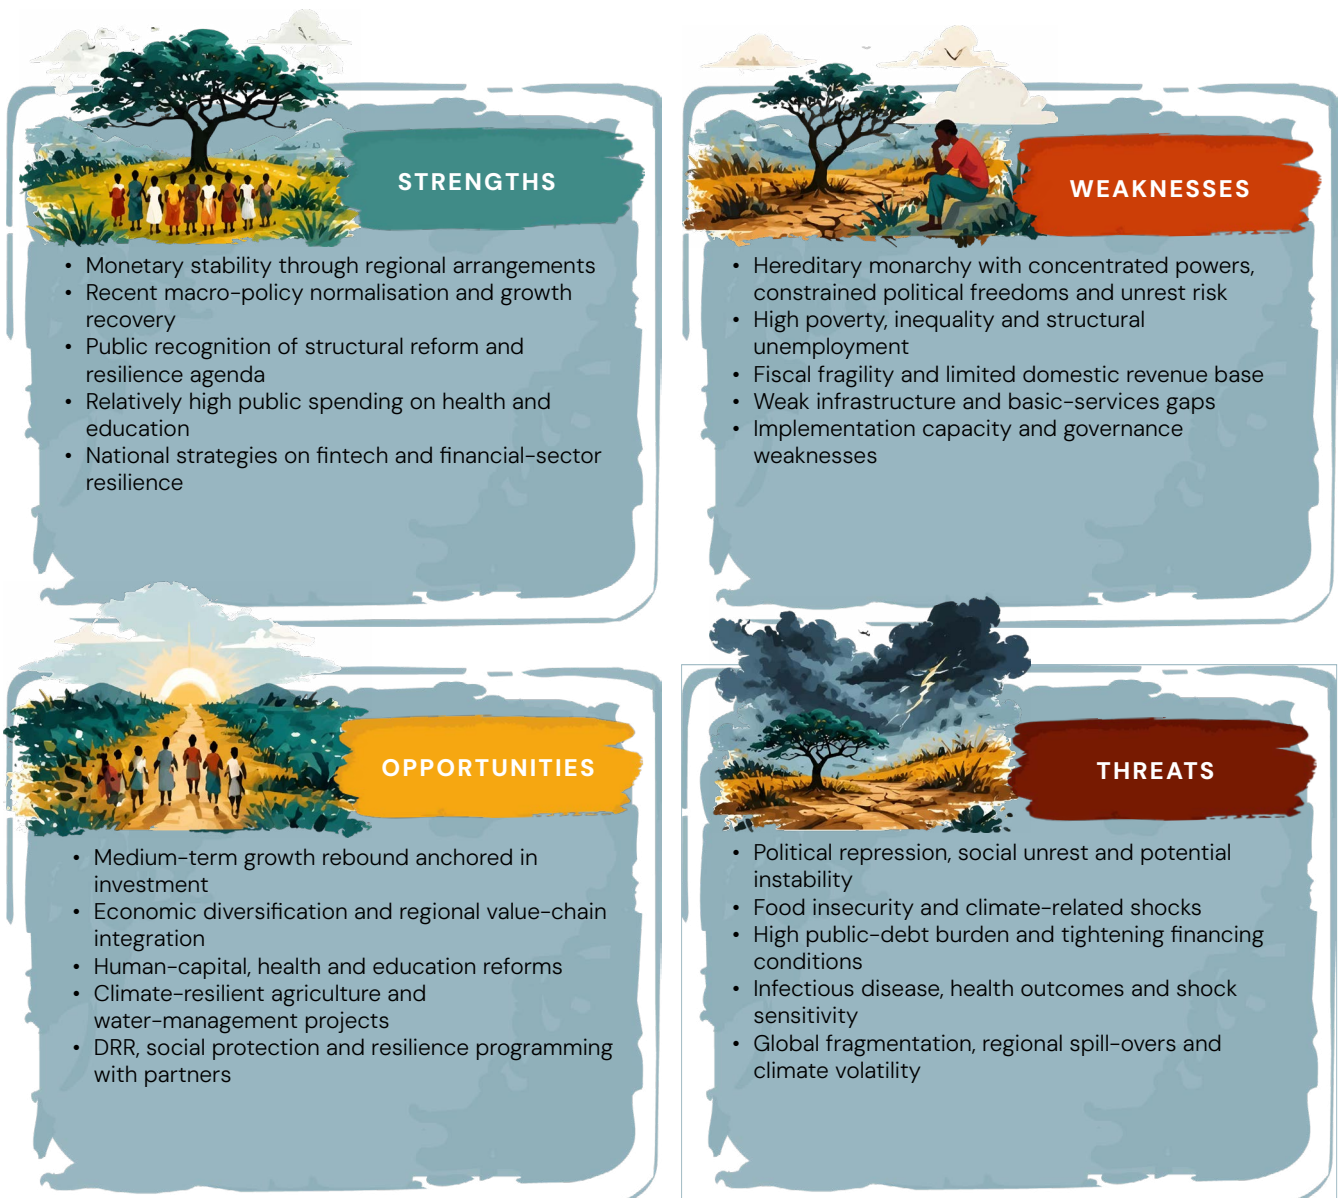 STRENGTHS
• Monetary stability through regional arrangements
• Recent macro-policy normalisation and growth
recovery
• Public recognition of structural reform and
resilience agenda
• Relatively high public spending on health and
education
• National strategies on fintech and financial-sector
resilience
WEAKNESSES
• Hereditary monarchy with concentrated powers,
constrained political freedoms and unrest risk
• High poverty, inequality and structural
unemployment
• Fiscal fragility and limited domestic revenue base
• Weak infrastructure and basic-services gaps
• Implementation capacity and governance
weaknesses
OPPORTUNITIES
• Medium-term growth rebound anchored in
investment
• Economic diversification and regional value-chain
integration
• Human-capital, health and education reforms
• Climate-resilient agriculture and
water-management projects
• DRR, social protection and resilience programming
with partners
THREATS
• Political repression, social unrest and potential
instability
• Food insecurity and climate-related shocks
• High public-debt burden and tightening financing
conditions
• Infectious disease, health outcomes and shock
sensitivity
• Global fragmentation, regional spill-overs and
climate volatility